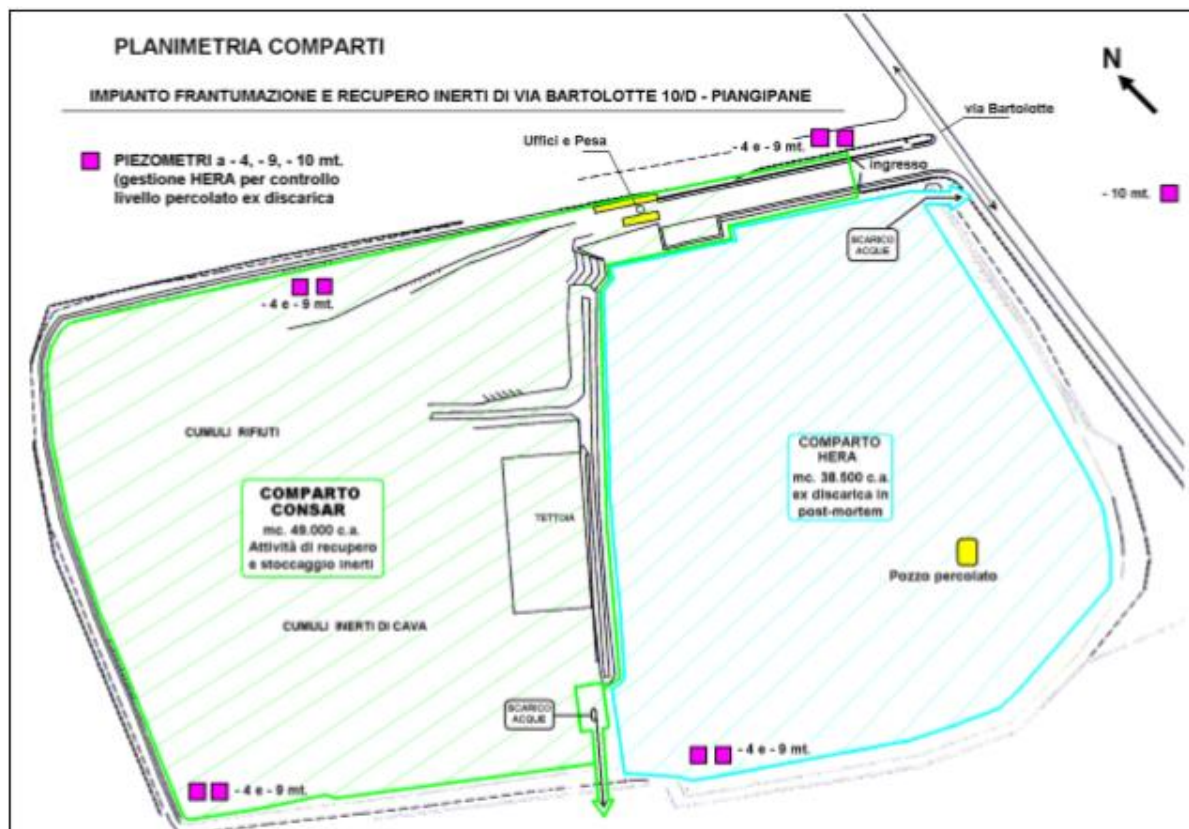 PLANIMETRIA COMPARTI
N
IMPIANTO FRANTUMAZIONE E RECUPERO INERTI DI VIA BARTOLOTTE 10/D - PIANGIPANE
via Bartolotte
Uffici e Pesa
- 4 e - 9 mt.
PIEZOMETRI a - 4, - 9, - 10 mt.
(gestione HERA per controllo
livello percolato ex discarica
ingresso
- 10 mt.
SCARICO
ACQUE
- 4 e - 9 mt.
CUMULI RIFIUTI
COMPARTO
HERA
mc. 38.500 c.a.
ex discarica in
post-mortem
COMPARTO
CONSAR
mc. 49.000 c.a.
Attività di recupero
e stoccaggio inerti
TETTOIA
Pozzo percolato
CUMULI INERTI DI CAVA
SCARICO
ACQUE
- 4 e - 9 mt.
- 4 e - 9 mt.